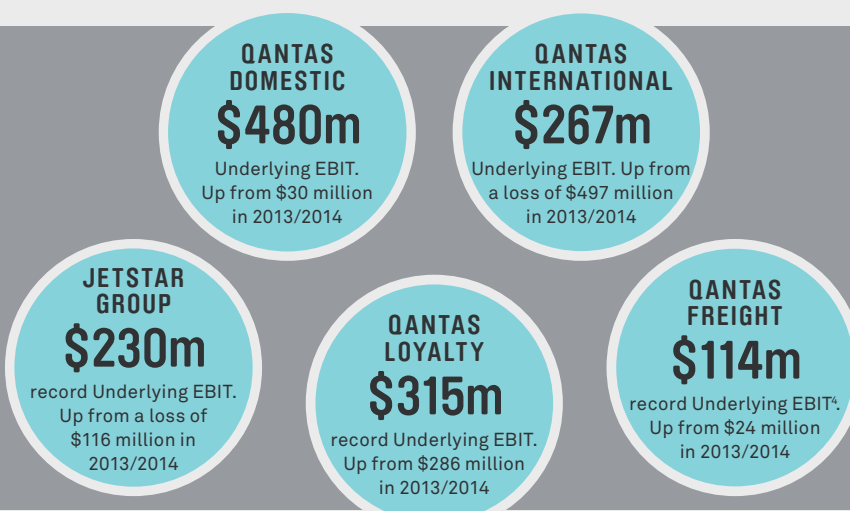 QANTAS
DOMESTIC
$480m
Underlying EBIT.
Up from $30 million
in 2013/2014
QANTAS
INTERNATIONAL
$267m
Underlying EBIT. Up from
a loss of $497 million
in 2013/2014
JETSTAR
GROUP
$230m
record Underlying EBIT.
Up from a loss of
$116 million in
2013/2014
QANTAS
LOYALTY
$315m
record Underlying EBIT.
Up from $286 million
in 2013/2014
QANTAS
FREIGHT
$114m
record Underlying EBIT⁴.
Up from $24 million
in 2013/2014